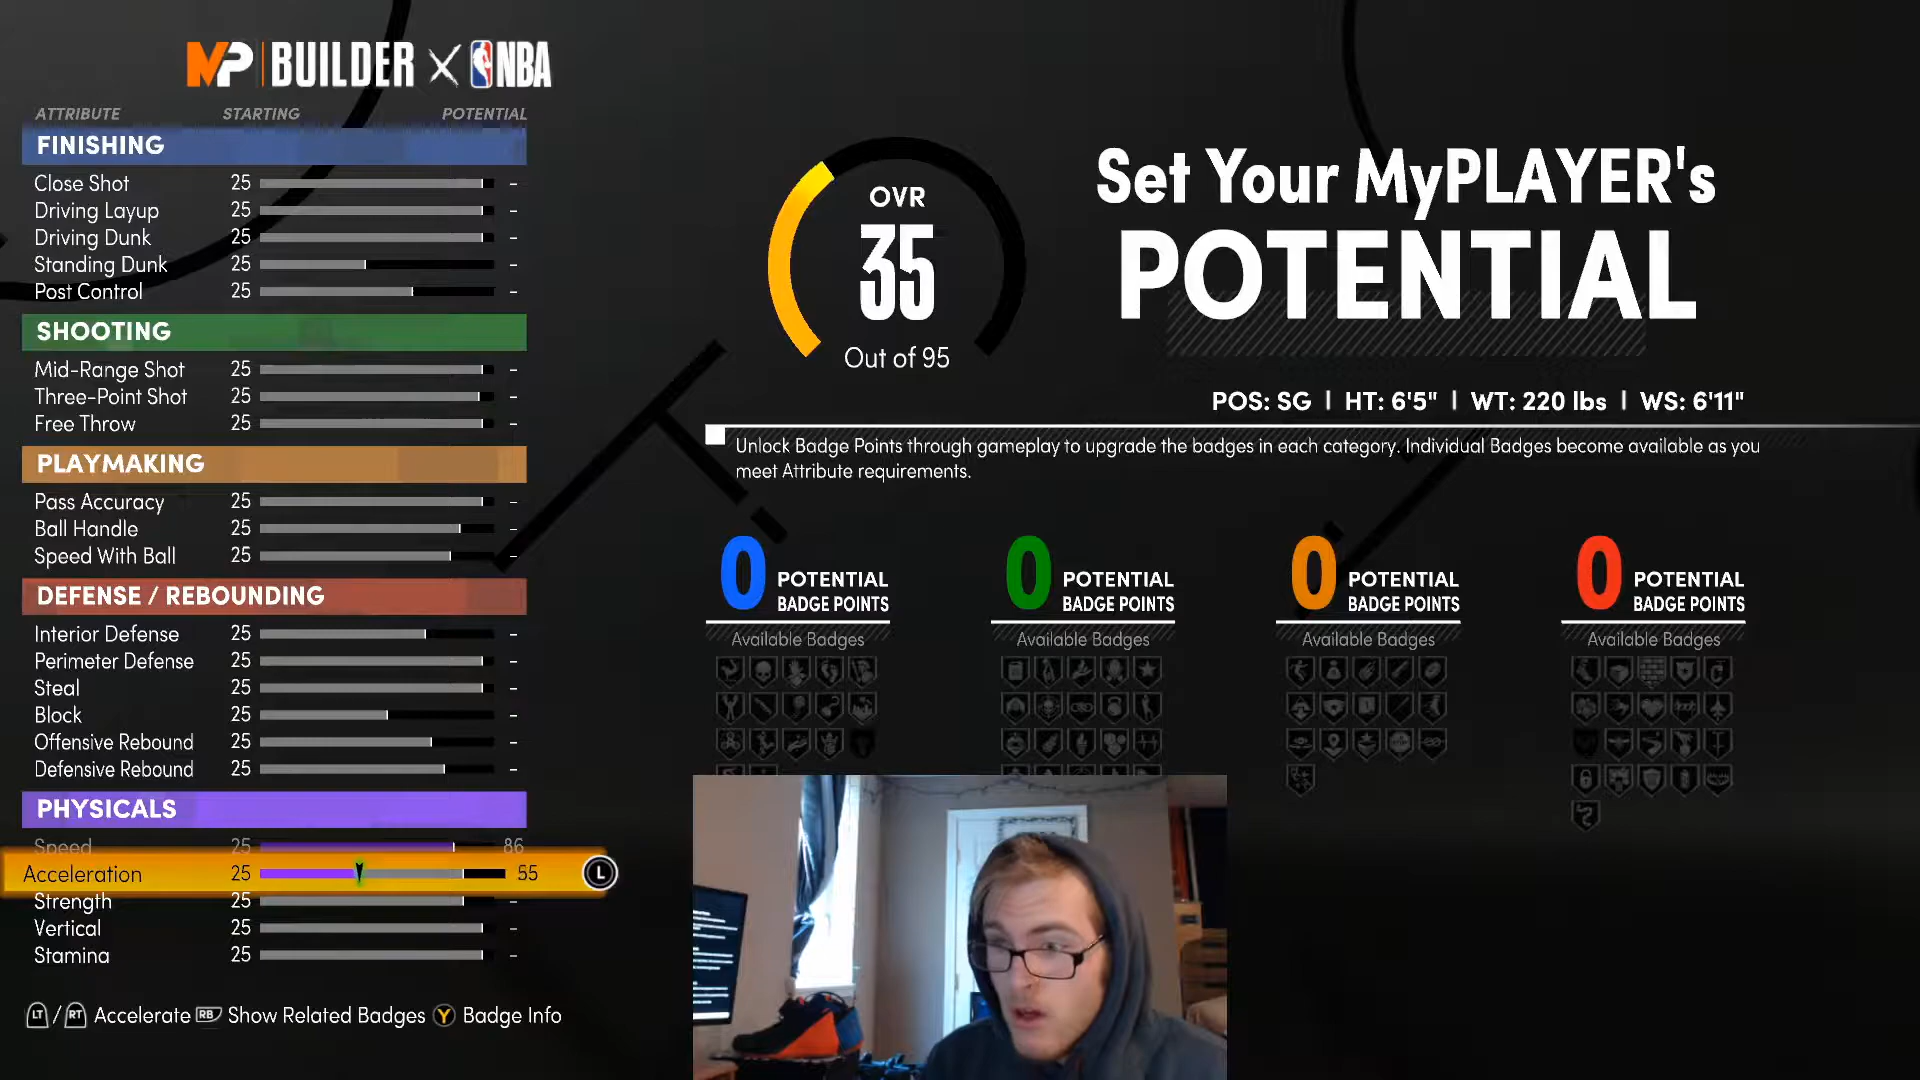 MP BUILDER X NBA
ATTRIBUTE STARTING POTENTIAL
FINISHING
Close Shot 25 -
Driving Layup 25 -
Driving Dunk 25 -
Standing Dunk 25 -
Post Control 25 -
SHOOTING
Mid-Range Shot 25 -
Three-Point Shot 25 -
Free Throw 25 -
PLAYMAKING
Pass Accuracy 25 -
Ball Handle 25 -
Speed With Ball 25 -
DEFENSE / REBOUNDING
Interior Defense 25 -
Perimeter Defense 25 -
Steal 25 -
Block 25 -
Offensive Rebound 25 -
Defensive Rebound 25 -
PHYSICALS
Speed 25 86
Acceleration 25 55 L
Strength 25 -
Vertical 25 -
Stamina 25 -
LT / RT Accelerate RB Show Related Badges Y Badge Info
OVR
35
Out of 95
Set Your MyPLAYER's
POTENTIAL
POS: SG | HT: 6'5" | WT: 220 lbs | WS: 6'11"
Unlock Badge Points through gameplay to upgrade the badges in each category. Individual Badges become available as you
meet Attribute requirements.
0 POTENTIAL BADGE POINTS
Available Badges
0 POTENTIAL BADGE POINTS
Available Badges
0 POTENTIAL BADGE POINTS
Available Badges
0 POTENTIAL BADGE POINTS
Available Badges